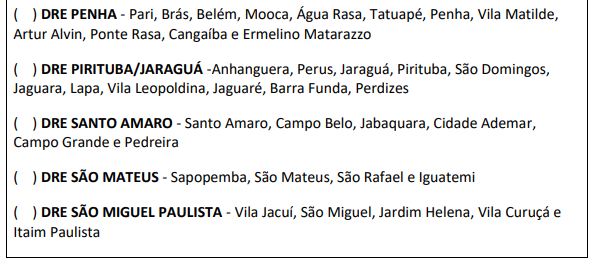 (   ) DRE PENHA - Pari, Brás, Belém, Mooca, Água Rasa, Tatuapé, Penha, Vila Matilde,
Artur Alvin, Ponte Rasa, Cangaíba e Ermelino Matarazzo
(   ) DRE PIRITUBA/JARAGUÁ -Anhanguera, Perus, Jaraguá, Pirituba, São Domingos,
Jaguara, Lapa, Vila Leopoldina, Jaguaré, Barra Funda, Perdizes
(   ) DRE SANTO AMARO - Santo Amaro, Campo Belo, Jabaquara, Cidade Ademar,
Campo Grande e Pedreira
(   ) DRE SÃO MATEUS - Sapopemba, São Mateus, São Rafael e Iguatemi
(   ) DRE SÃO MIGUEL PAULISTA - Vila Jacuí, São Miguel, Jardim Helena, Vila Curuçá e
Itaim Paulista